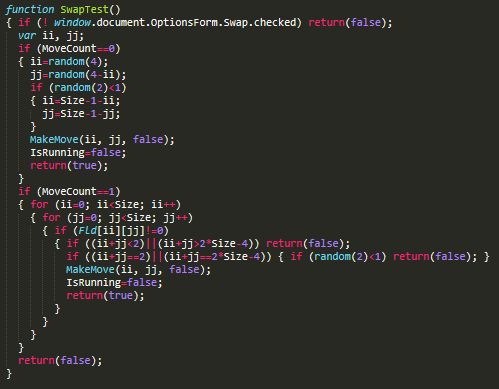 function SwapTest()
{ if (! window.document.OptionsForm.Swap.checked) return(false);
  var ii, jj;
  if (MoveCount==0)
  { ii=random(4);
    jj=random(4-ii);
    if (random(2)<1)
    { ii=Size-1-ii;
      jj=Size-1-jj;
    }
    MakeMove(ii, jj, false);
    IsRunning=false;
    return(true);
  }
  if (MoveCount==1)
  { for (ii=0; ii<Size; ii++)
    { for (jj=0; jj<Size; jj++)
      { if (Fld[ii][jj]!=0)
        { if ((ii+jj<2)||(ii+jj>2*Size-4)) return(false);
          if ((ii+jj==2)||(ii+jj==2*Size-4)) { if (random(2)<1) return(false); }
          MakeMove(ii, jj, false);
          IsRunning=false;
          return(true);
        }
      }
    }
  }
  return(false);
}